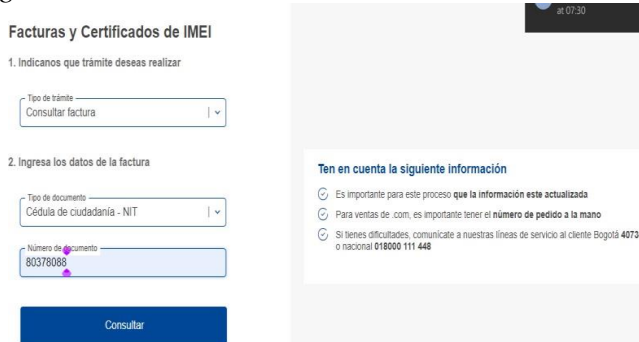 at 07:30
Facturas y Certificados de IMEI
1. Indícanos que trámite deseas realizar
Tipo de trámite
Consultar factura
2. Ingresa los datos de la factura
Tipo de documento
Cédula de ciudadanía - NIT
Número de documento
80378088
Consultar
Ten en cuenta la siguiente información
Es importante para este proceso que la información este actualizada
Para ventas de .com, es importante tener el número de pedido a la mano
Si tienes dificultades, comunícate a nuestras líneas de servicio al cliente Bogotá 4073
o nacional 018000 111 448